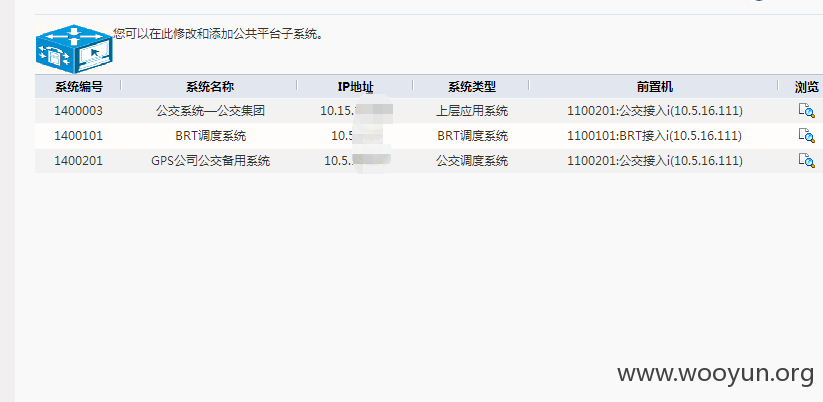 您可以在此修改和添加公共平台子系统。
系统编号 系统名称 IP地址 系统类型 前置机 浏览
1400003 公交系统—公交集团 10.15. 上层应用系统 1100201:公交接入i(10.5.16.111)
1400101 BRT调度系统 10.5 BRT调度系统 1100101:BRT接入i(10.5.16.111)
1400201 GPS公司公交备用系统 10.5. 公交调度系统 1100201:公交接入i(10.5.16.111)
www.wooyun.org